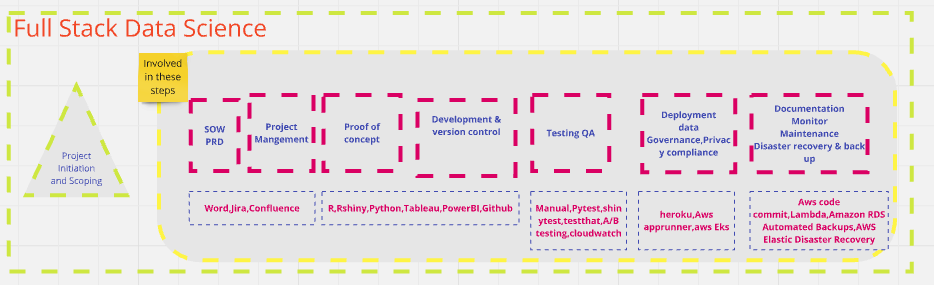 Full Stack Data Science
Involved
in these
steps
Project
Initiation
and Scoping
SOW
PRD
Project
Mangement
Proof of
concept
Development &
version control
Testing QA
Deployment
data
Governance,Privac
y compliance
Documentation
Monitor
Maintenance
Disaster recovery & back
up
Word,Jira,Confluence
R,Rshiny,Python,Tableau,PowerBI,Github
Manual,Pytest,shin
ytest,testthat,A/B
testing,cloudwatch
heroku,Aws
apprunner,aws Eks
Aws code
commit,Lambda,Amazon RDS
Automated Backups,AWS
Elastic Disaster Recovery